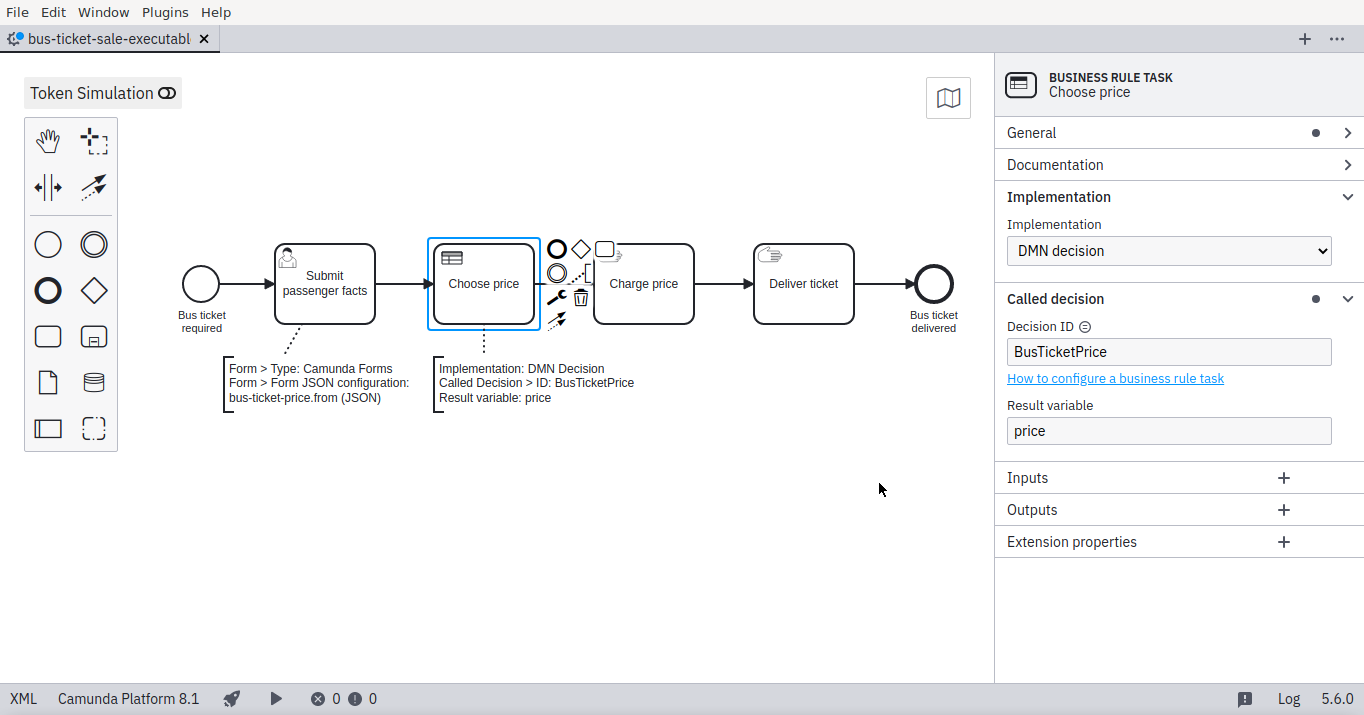 File Edit Window Plugins Help
bus-ticket-sale-executabl
Token Simulation
Submit
passenger facts
Choose price
Charge price
Deliver ticket
Bus ticket
required
Bus ticket
delivered
Form > Type: Camunda Forms
Form > Form JSON configuration:
bus-ticket-price.from (JSON)
Implementation: DMN Decision
Called Decision > ID: BusTicketPrice
Result variable: price
BUSINESS RULE TASK
Choose price
General
Documentation
Implementation
Implementation
DMN decision
Called decision
Decision ID
BusTicketPrice
How to configure a business rule task
Result variable
price
Inputs
Outputs
Extension properties
XML Camunda Platform 8.1 0 0 Log 5.6.0